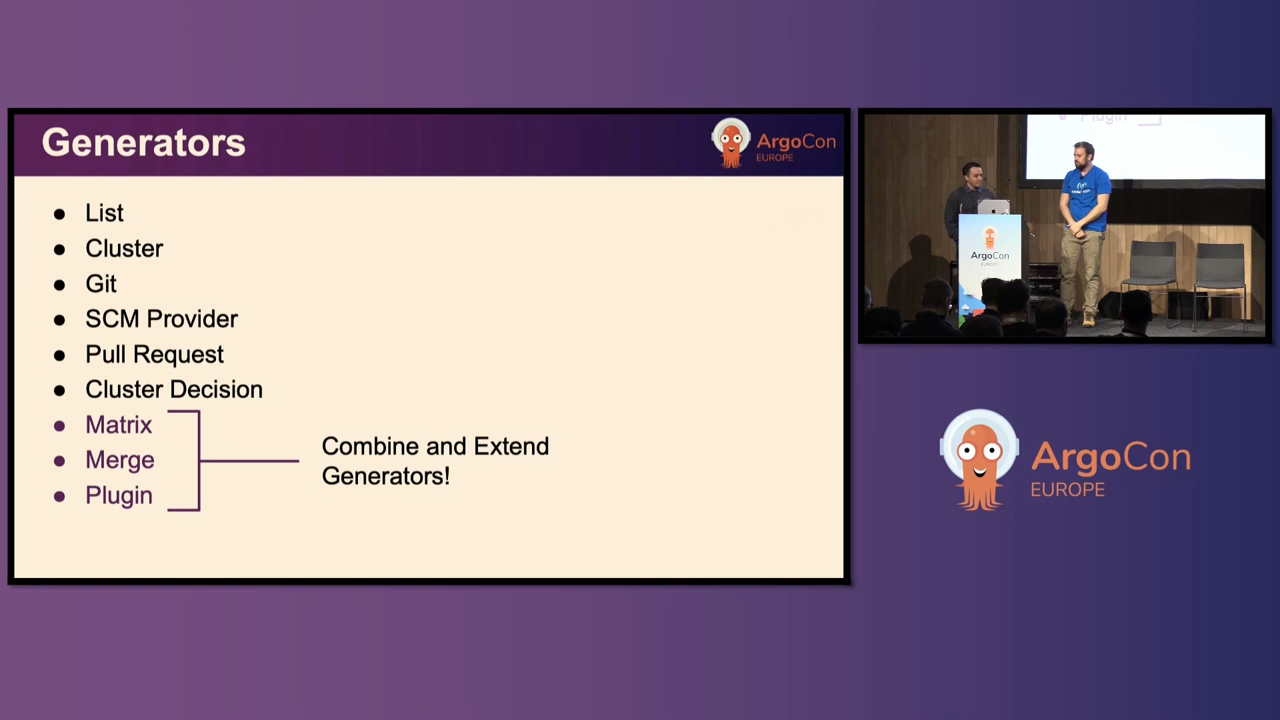 Generators
ArgoCon
EUROPE
List
Cluster
Git
SCM Provider
Pull Request
Cluster Decision
Matrix
Merge
Plugin
Combine and Extend
Generators!
Plugin
ArgoCon
EUROPE
ArgoCon
EUROPE